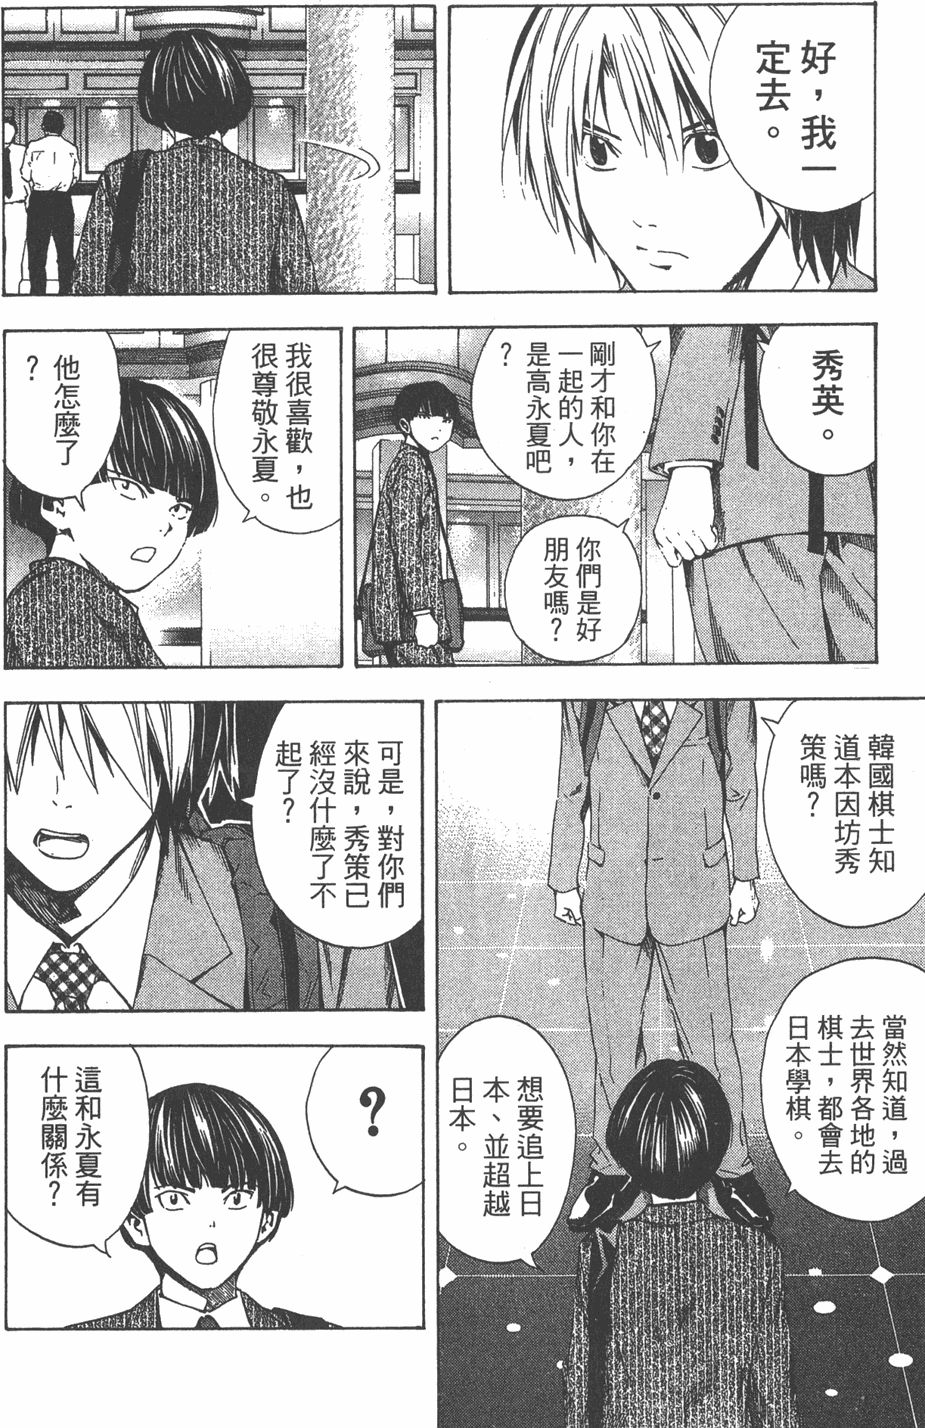 好，我一
定去。
秀英。
剛才和你在
一起的人，
是高永夏吧
？
你們是好
朋友嗎？
我很喜歡，也
很尊敬永夏。
他怎麼了
？
韓國棋士知
道本因坊秀
策嗎？
當然知道，過
去世界各地的
棋士，都會去
日本學棋。
想要追上日
本、並超越
日本。
可是，對你們
來說，秀策已
經沒什麼了不
起了？
？
這和永夏有
什麼關係？